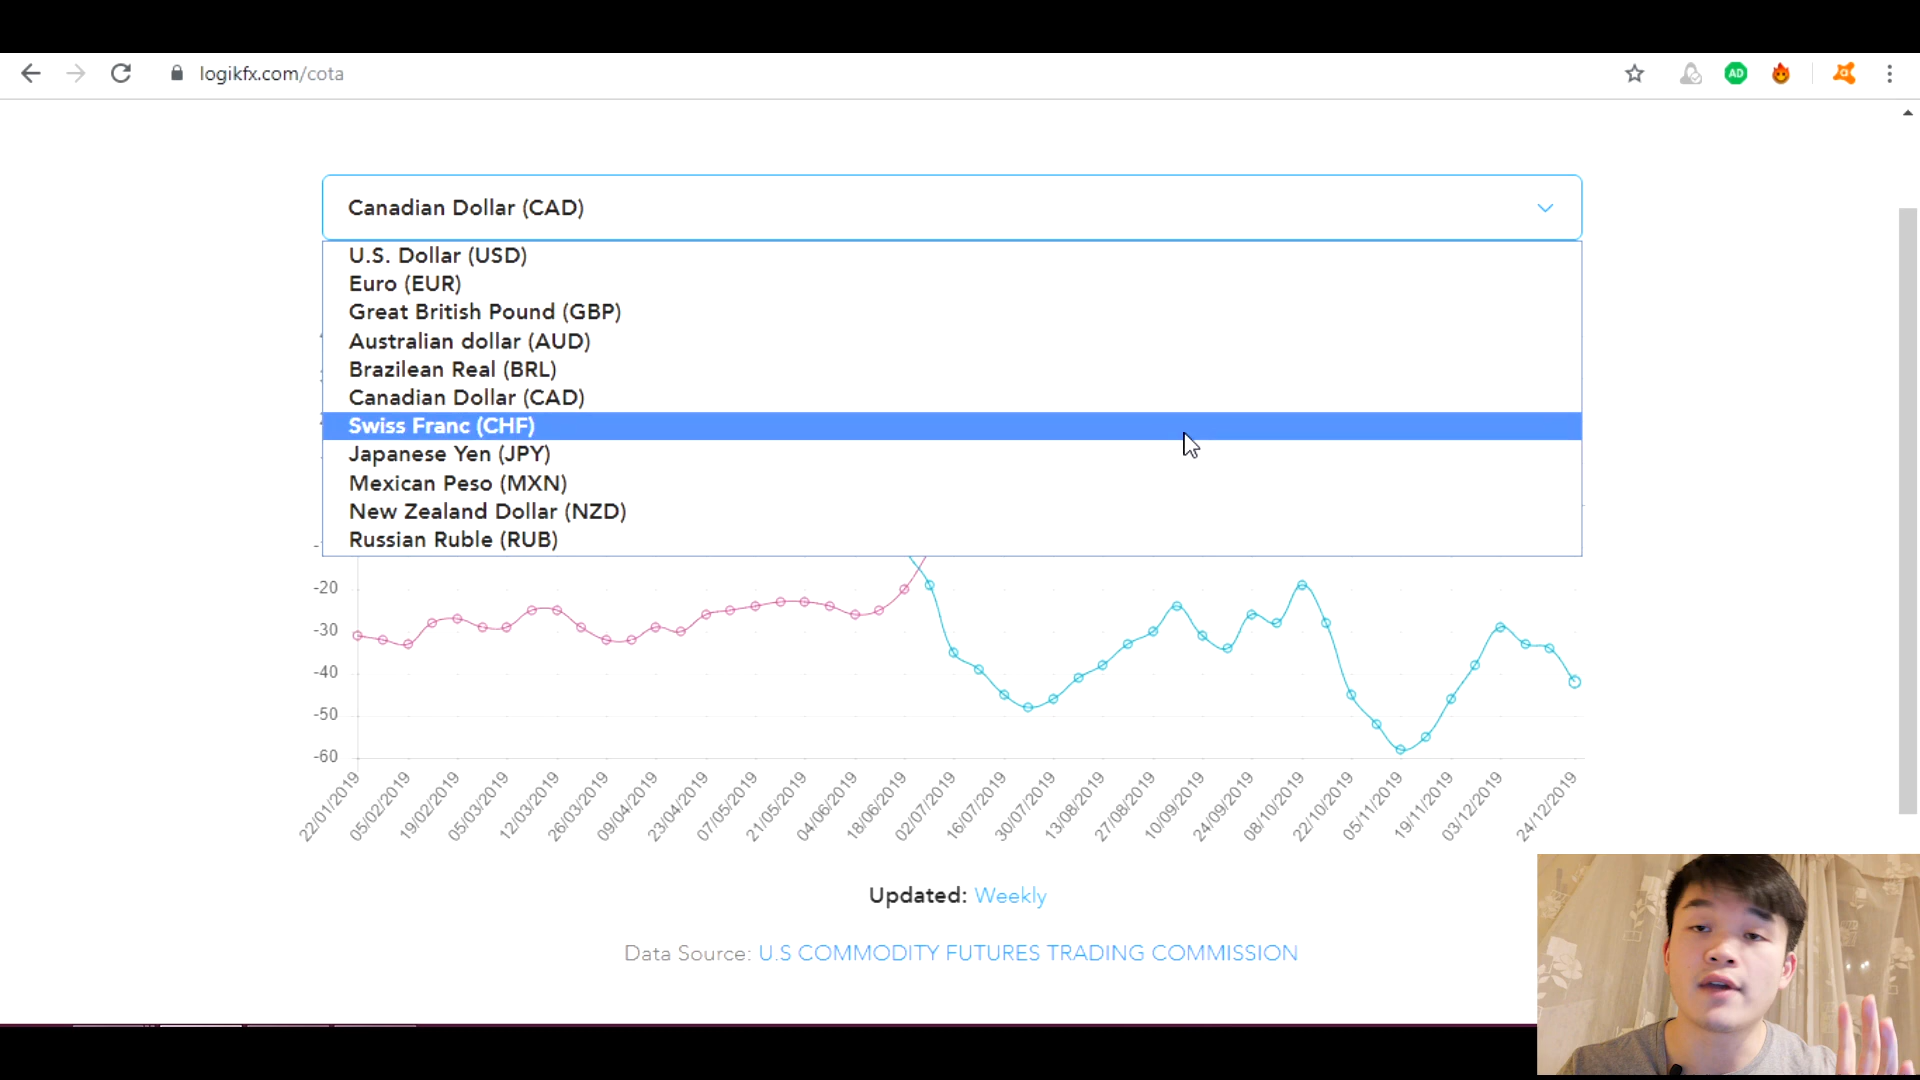 logikfx.com/cota
AD
Canadian Dollar (CAD)
U.S. Dollar (USD)
Euro (EUR)
Great British Pound (GBP)
Australian dollar (AUD)
Brazilean Real (BRL)
Canadian Dollar (CAD)
Swiss Franc (CHF)
Japanese Yen (JPY)
Mexican Peso (MXN)
New Zealand Dollar (NZD)
Russian Ruble (RUB)
-20
-30
-40
-50
-60
22/01/2019
05/02/2019
19/02/2019
05/03/2019
12/03/2019
26/03/2019
09/04/2019
23/04/2019
07/05/2019
21/05/2019
04/06/2019
18/06/2019
02/07/2019
16/07/2019
30/07/2019
13/08/2019
27/08/2019
10/09/2019
24/09/2019
08/10/2019
22/10/2019
05/11/2019
19/11/2019
03/12/2019
24/12/2019
Updated: Weekly
Data Source: U.S COMMODITY FUTURES TRADING COMMISSION